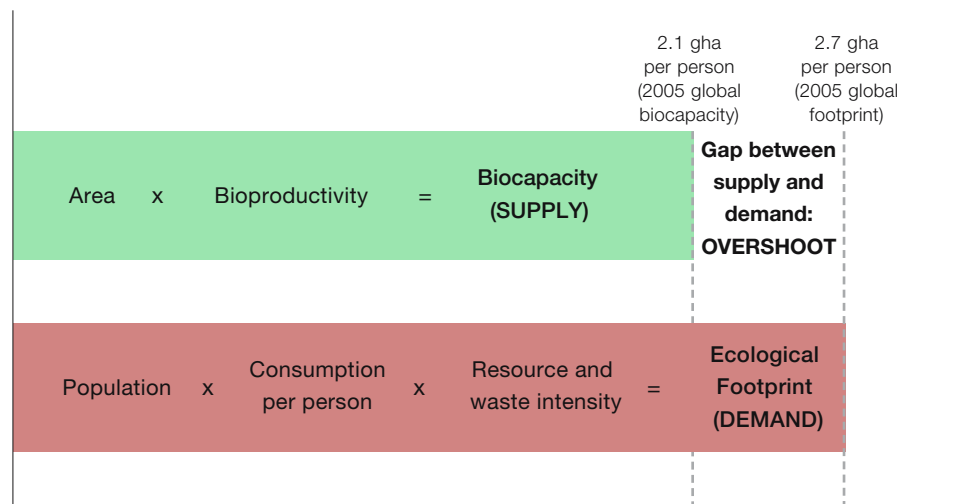 2.1 gha
per person
(2005 global
biocapacity)
2.7 gha
per person
(2005 global
footprint)
Area x Bioproductivity =
Biocapacity
(SUPPLY)
Gap between
supply and
demand:
OVERSHOOT
Population x
Consumption
per person
x
Resource and
waste intensity
=
Ecological
Footprint
(DEMAND)